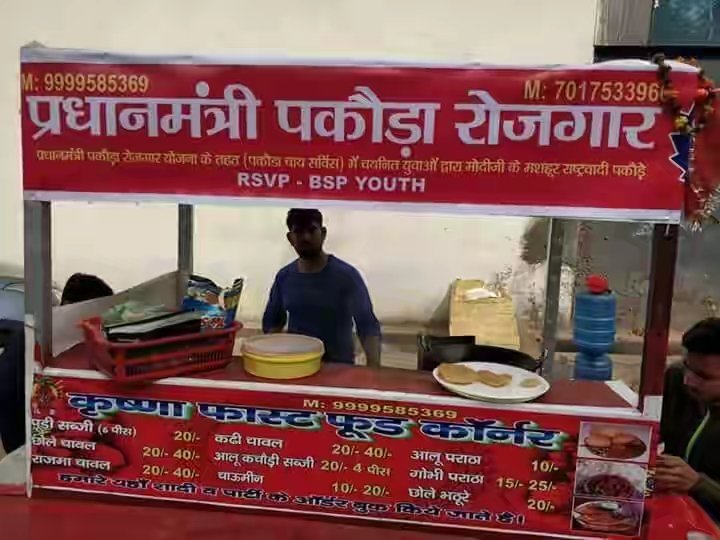 M: 9999585369 M: 701753396
प्रधानमंत्री पकौड़ा रोजगार
प्रधानमंत्री पकौड़ा रोजगार योजना के तहत (पकौडा चाय सर्विस) में चयनित युवाओं द्वारा मोदीजी के मशहूर राष्ट्रवादी पकौड़े
RSVP - BSP YOUTH
M: 9999585369
कृष्णा फास्ट फूड कॉर्नर
पूड़ी सब्जी (6 पीस) 20/- कढी चावल 20/- 40/- आलू पराठा 10/-
छोले चावल 20/- 40/- आलू कचौड़ी सब्जी 20/- 4 पीस गोभी पराठा 15/- 25/-
राजमा चावल 20/- 40/- चाऊमीन 10/- 20/- छोले भटूरे 20/-
हमारे यहाँ शादी व पार्टी के ऑर्डर बुक किये जाते है।